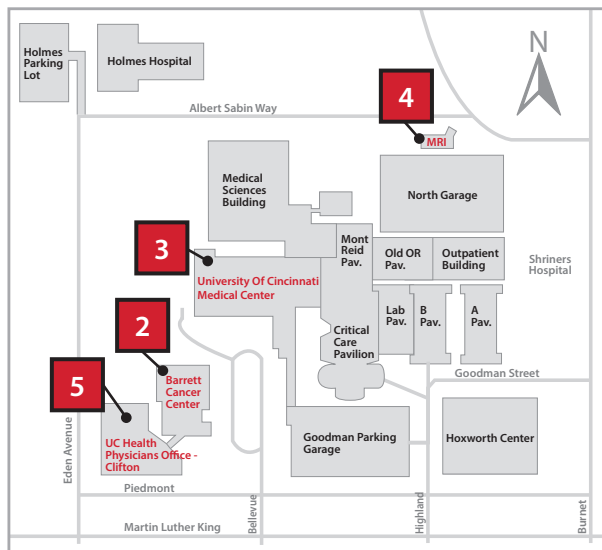 Holmes
Parking
Lot
Holmes Hospital
N
4
Albert Sabin Way
MRI
Medical
Sciences
Building
North Garage
3
Mont
Reid
Pav.
Old OR
Pav.
Outpatient
Building
Shriners
Hospital
University Of Cincinnati
Medical Center
2
Lab
Pav.
B
Pav.
A
Pav.
Critical
Care
Pavilion
5
Barrett
Cancer
Center
Goodman Street
UC Health
Physicians Office -
Clifton
Goodman Parking
Garage
Hoxworth Center
Eden Avenue
Piedmont
Bellevue
Highland
Burnet
Martin Luther King